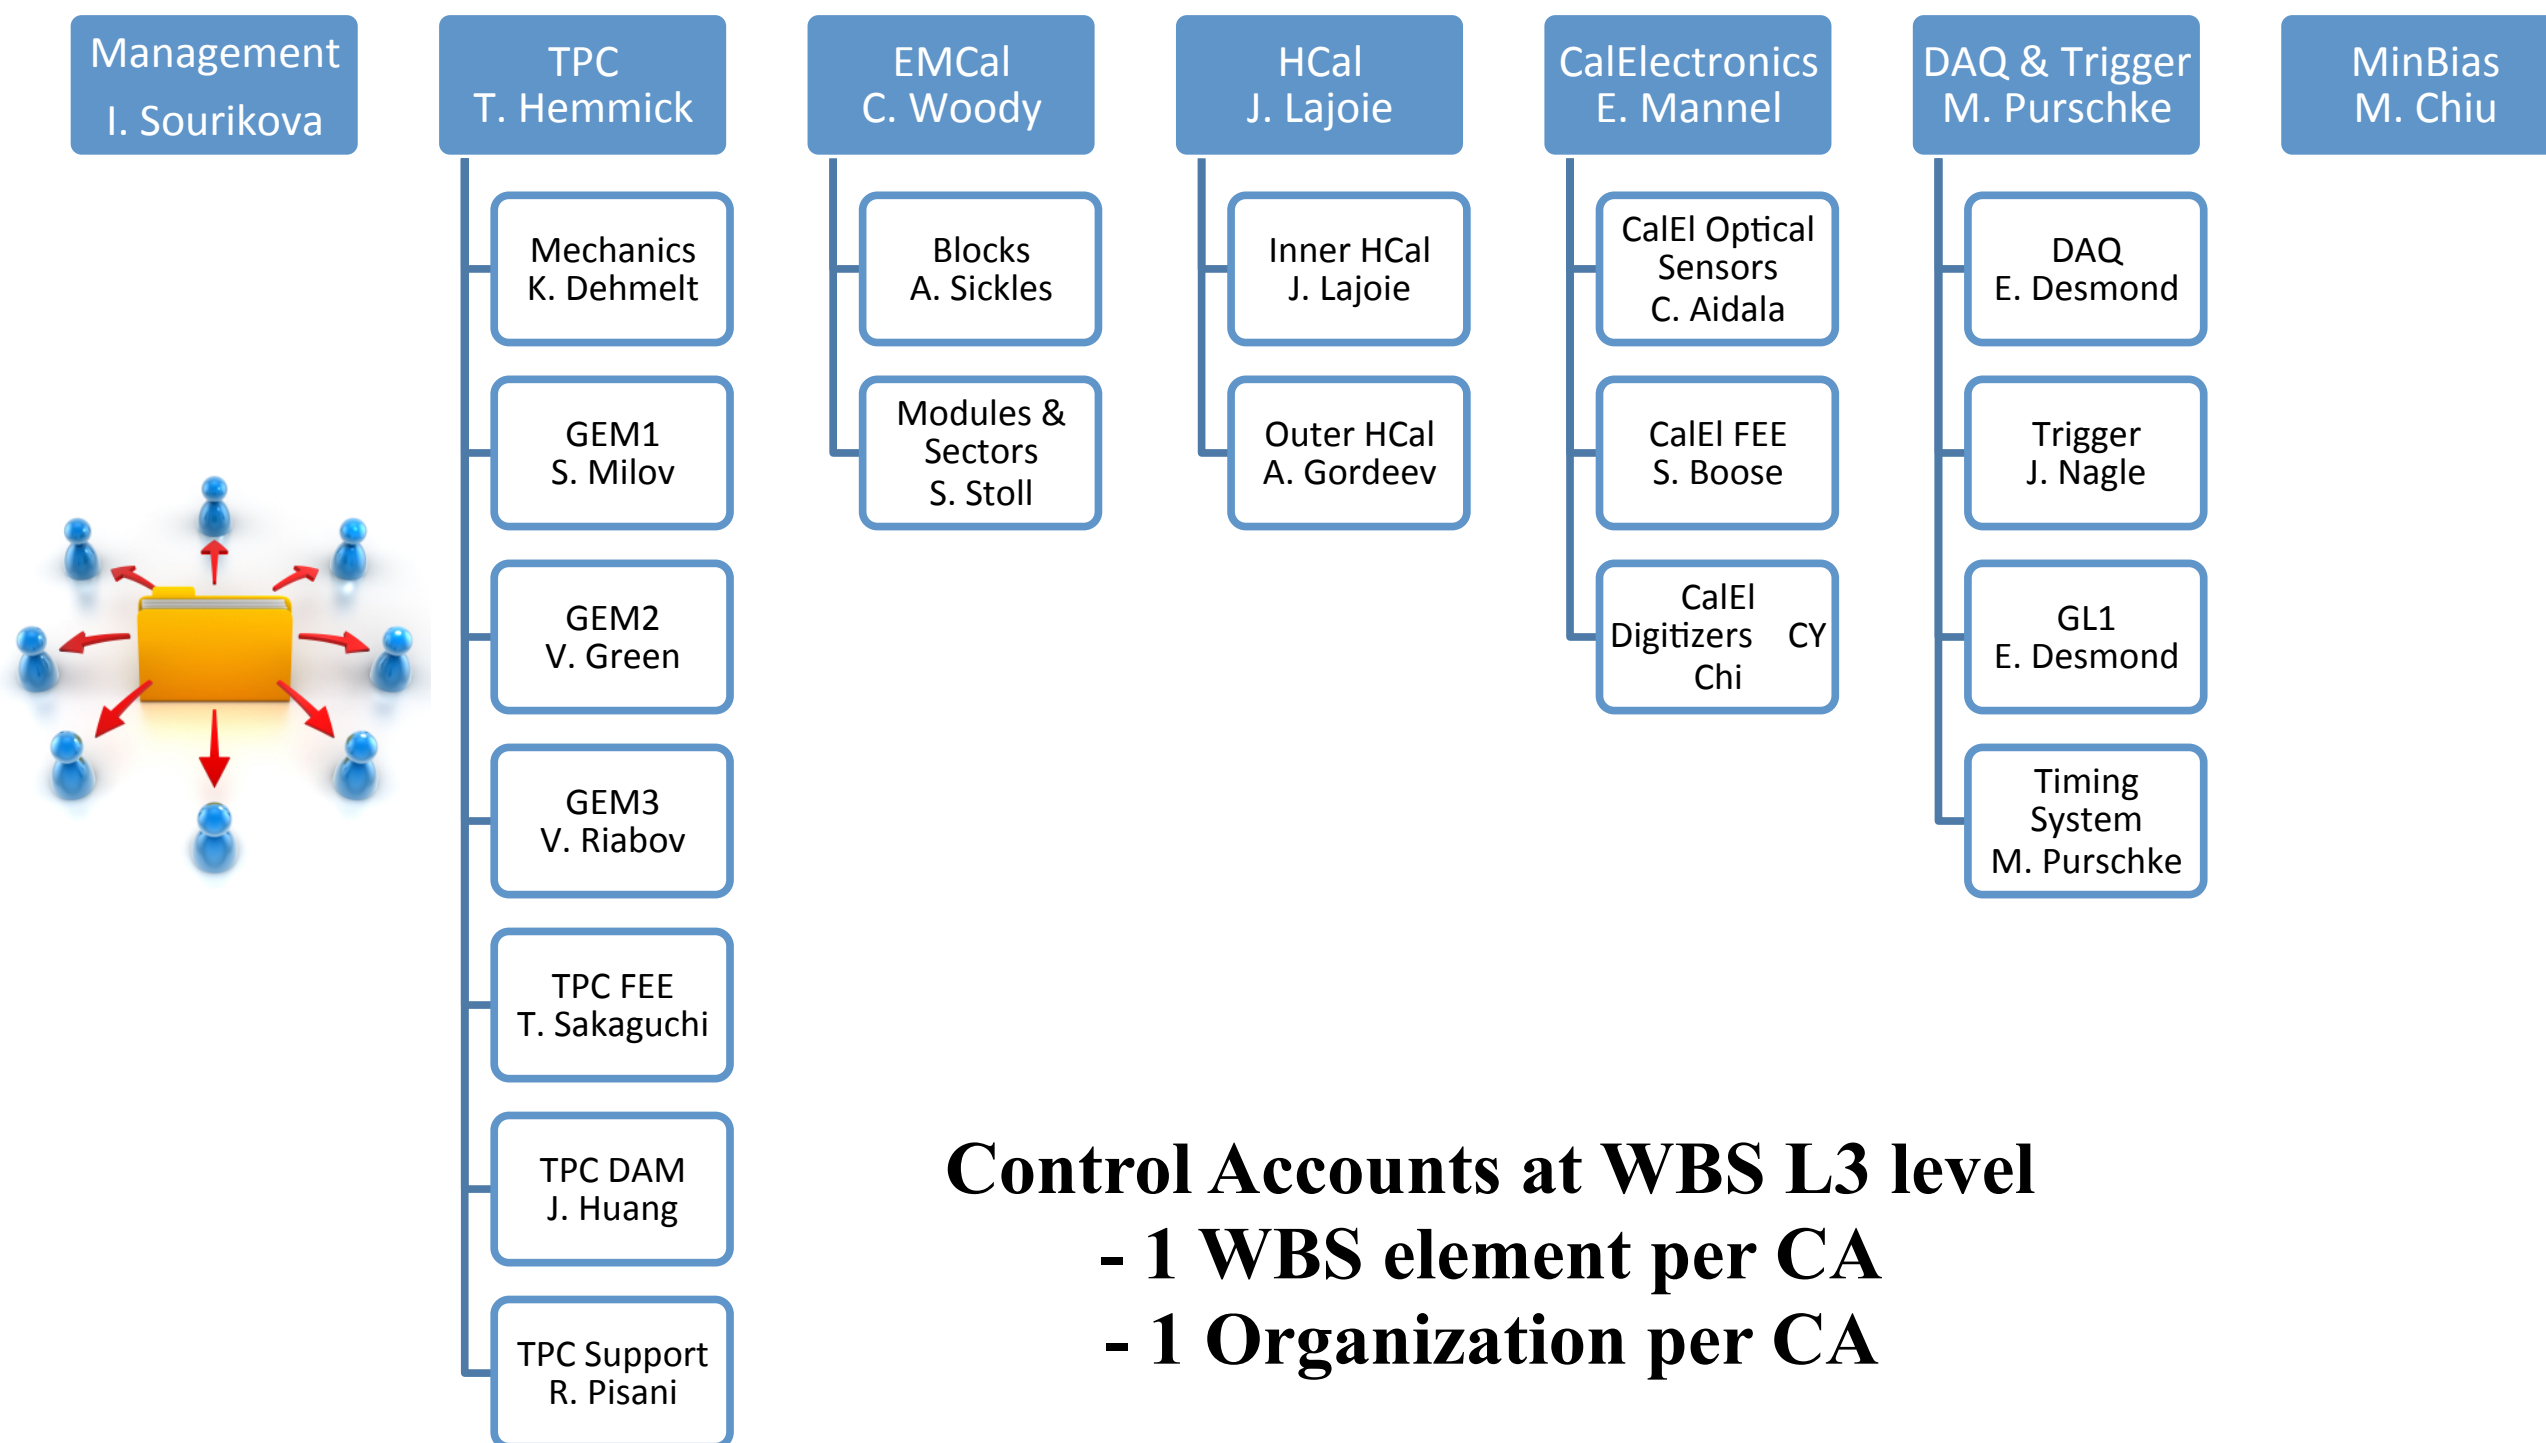 Management
I. Sourikova
TPC
T. Hemmick
EMCal
C. Woody
HCal
J. Lajoie
CalElectronics
E. Mannel
DAQ & Trigger
M. Purschke
MinBias
M. Chiu
Mechanics
K. Dehmelt
GEM1
S. Milov
GEM2
V. Green
GEM3
V. Riabov
TPC FEE
T. Sakaguchi
TPC DAM
J. Huang
TPC Support
R. Pisani
Blocks
A. Sickles
Modules &
Sectors
S. Stoll
Inner HCal
J. Lajoie
Outer HCal
A. Gordeev
CalEl Optical
Sensors
C. Aidala
CalEl FEE
S. Boose
CalEl
Digitizers CY
Chi
DAQ
E. Desmond
Trigger
J. Nagle
GL1
E. Desmond
Timing
System
M. Purschke
Control Accounts at WBS L3 level
- 1 WBS element per CA
- 1 Organization per CA